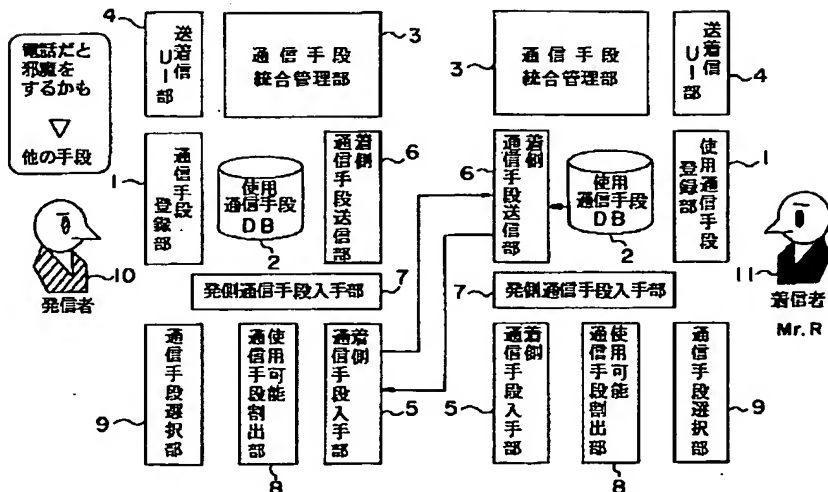 電話だと
邪魔を
するかも
▽
他の手段
4
送着信
UI部
通信手段
統合管理部
3
1
通信手段
登録部
使用
通信手段
DB
2
着側
通信手段送信部
6
発側通信手段入手部
7
10
発信者
9
通信手段選択部
使用可能
通信手段割出部
8
着側
通信手段入手部
5
3
通信手段
統合管理部
送着信
UI部
4
6
着側
通信手段送信部
使用
通信手段
DB
2
使用通信手段
登録部
1
7
発側通信手段入手部
11
着信者
Mr.R
5
着側
通信手段入手部
使用可能
通信手段割出部
8
通信手段選択部
9